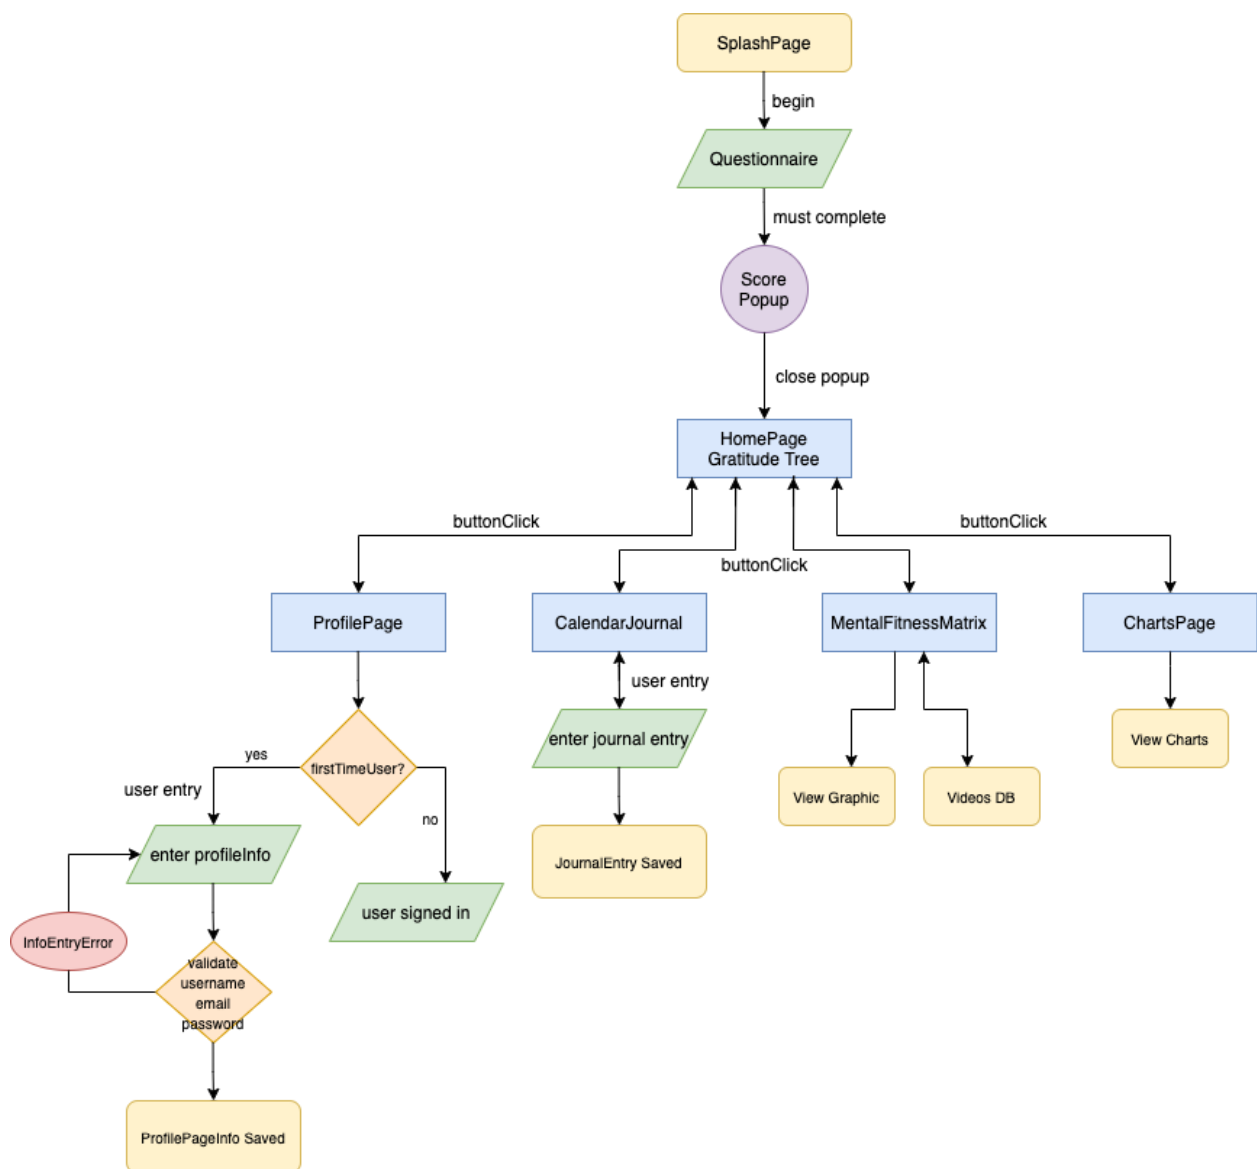 SplashPage
begin
Questionnaire
must complete
Score
Popup
close popup
HomePage
Gratitude Tree
buttonClick
buttonClick
buttonClick
ProfilePage
CalendarJournal
MentalFitnessMatrix
ChartsPage
user entry
firstTimeUser?
yes
no
user entry
enter journal entry
View Charts
View Graphic
Videos DB
enter profileInfo
JournalEntry Saved
user signed in
InfoEntryError
validate
username
email
password
ProfilePageInfo Saved